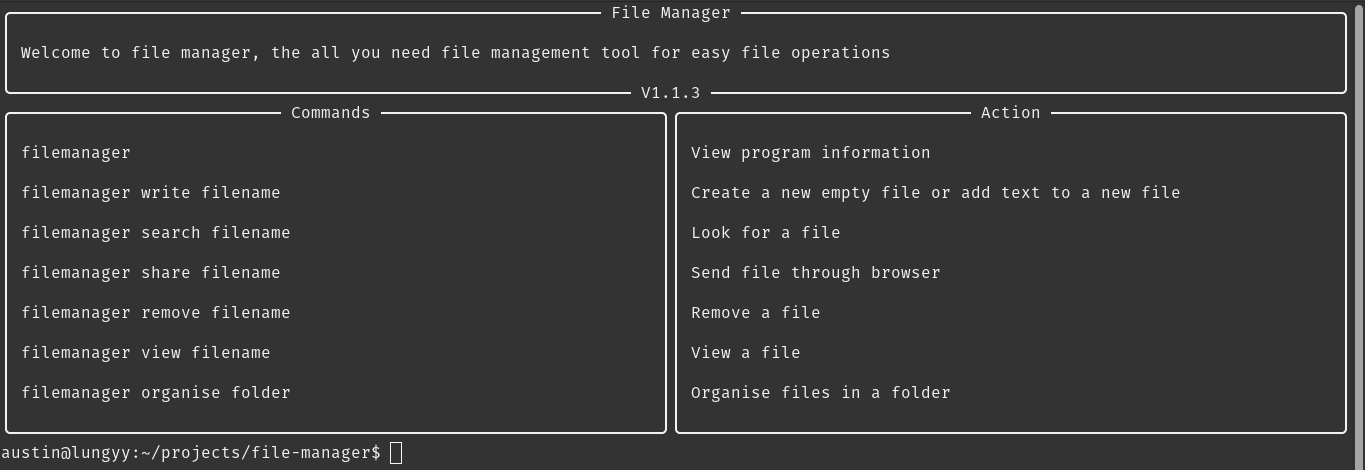 File Manager
Welcome to file manager, the all you need file management tool for easy file operations
V1.1.3
Commands
filemanager
filemanager write filename
filemanager search filename
filemanager share filename
filemanager remove filename
filemanager view filename
filemanager organise folder
Action
View program information
Create a new empty file or add text to a new file
Look for a file
Send file through browser
Remove a file
View a file
Organise files in a folder
austin@lungyy:~/projects/file-manager$